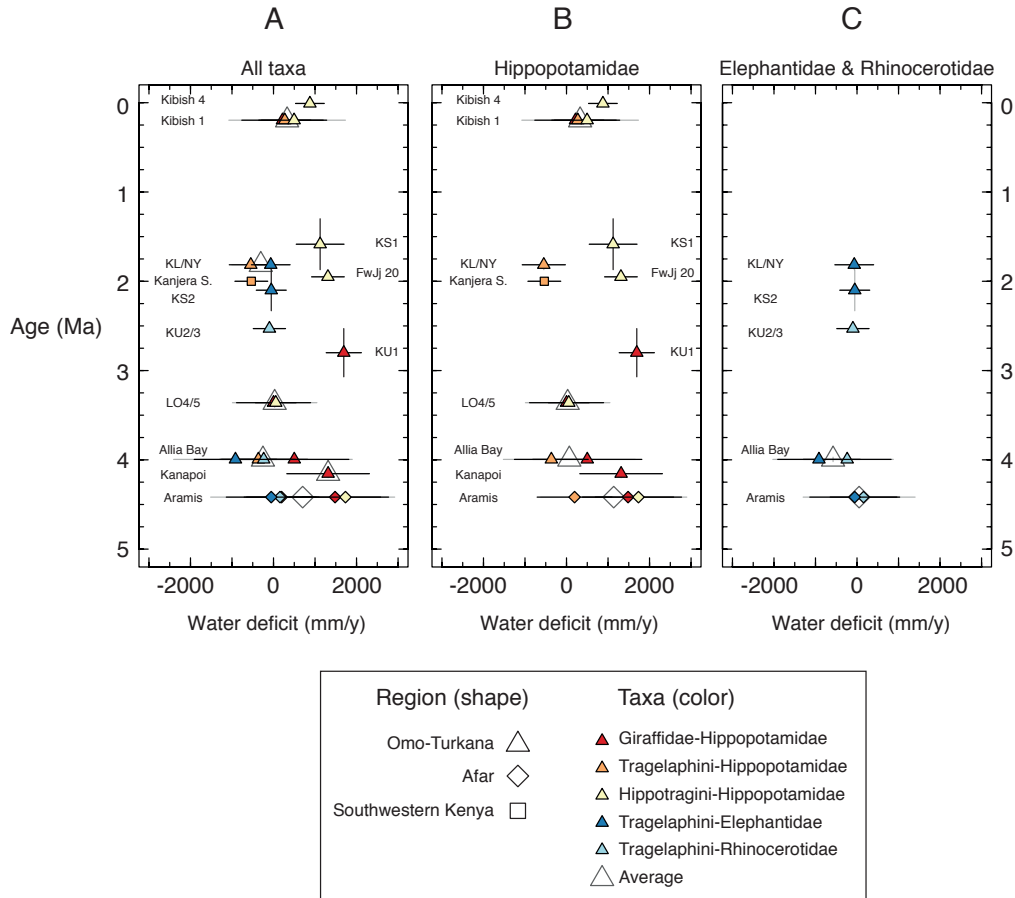 A B C
All taxa Hippopotamidae Elephantidae & Rhinocerotidae
0 Kibish 4 Kibish 4 0
Kibish 1 Kibish 1
1 1
KS1 KS1
KL/NY KL/NY KL/NY
FwJj 20 FwJj 20
2 Kanjera S. Kanjera S. 2
KS2 KS2
Age (Ma)
KU2/3 KU2/3
KU1 KU1
3 3
LO4/5 LO4/5
Allia Bay Allia Bay Allia Bay
4 4
Kanapoi Kanapoi
Aramis Aramis Aramis
5 5
-2000 0 2000 -2000 0 2000 -2000 0 2000
Water deficit (mm/y) Water deficit (mm/y) Water deficit (mm/y)
Region (shape) Taxa (color)
Omo-Turkana Giraffidae-Hippopotamidae
Afar Tragelaphini-Hippopotamidae
Southwestern Kenya Hippotragini-Hippopotamidae
Tragelaphini-Elephantidae
Tragelaphini-Rhinocerotidae
Average